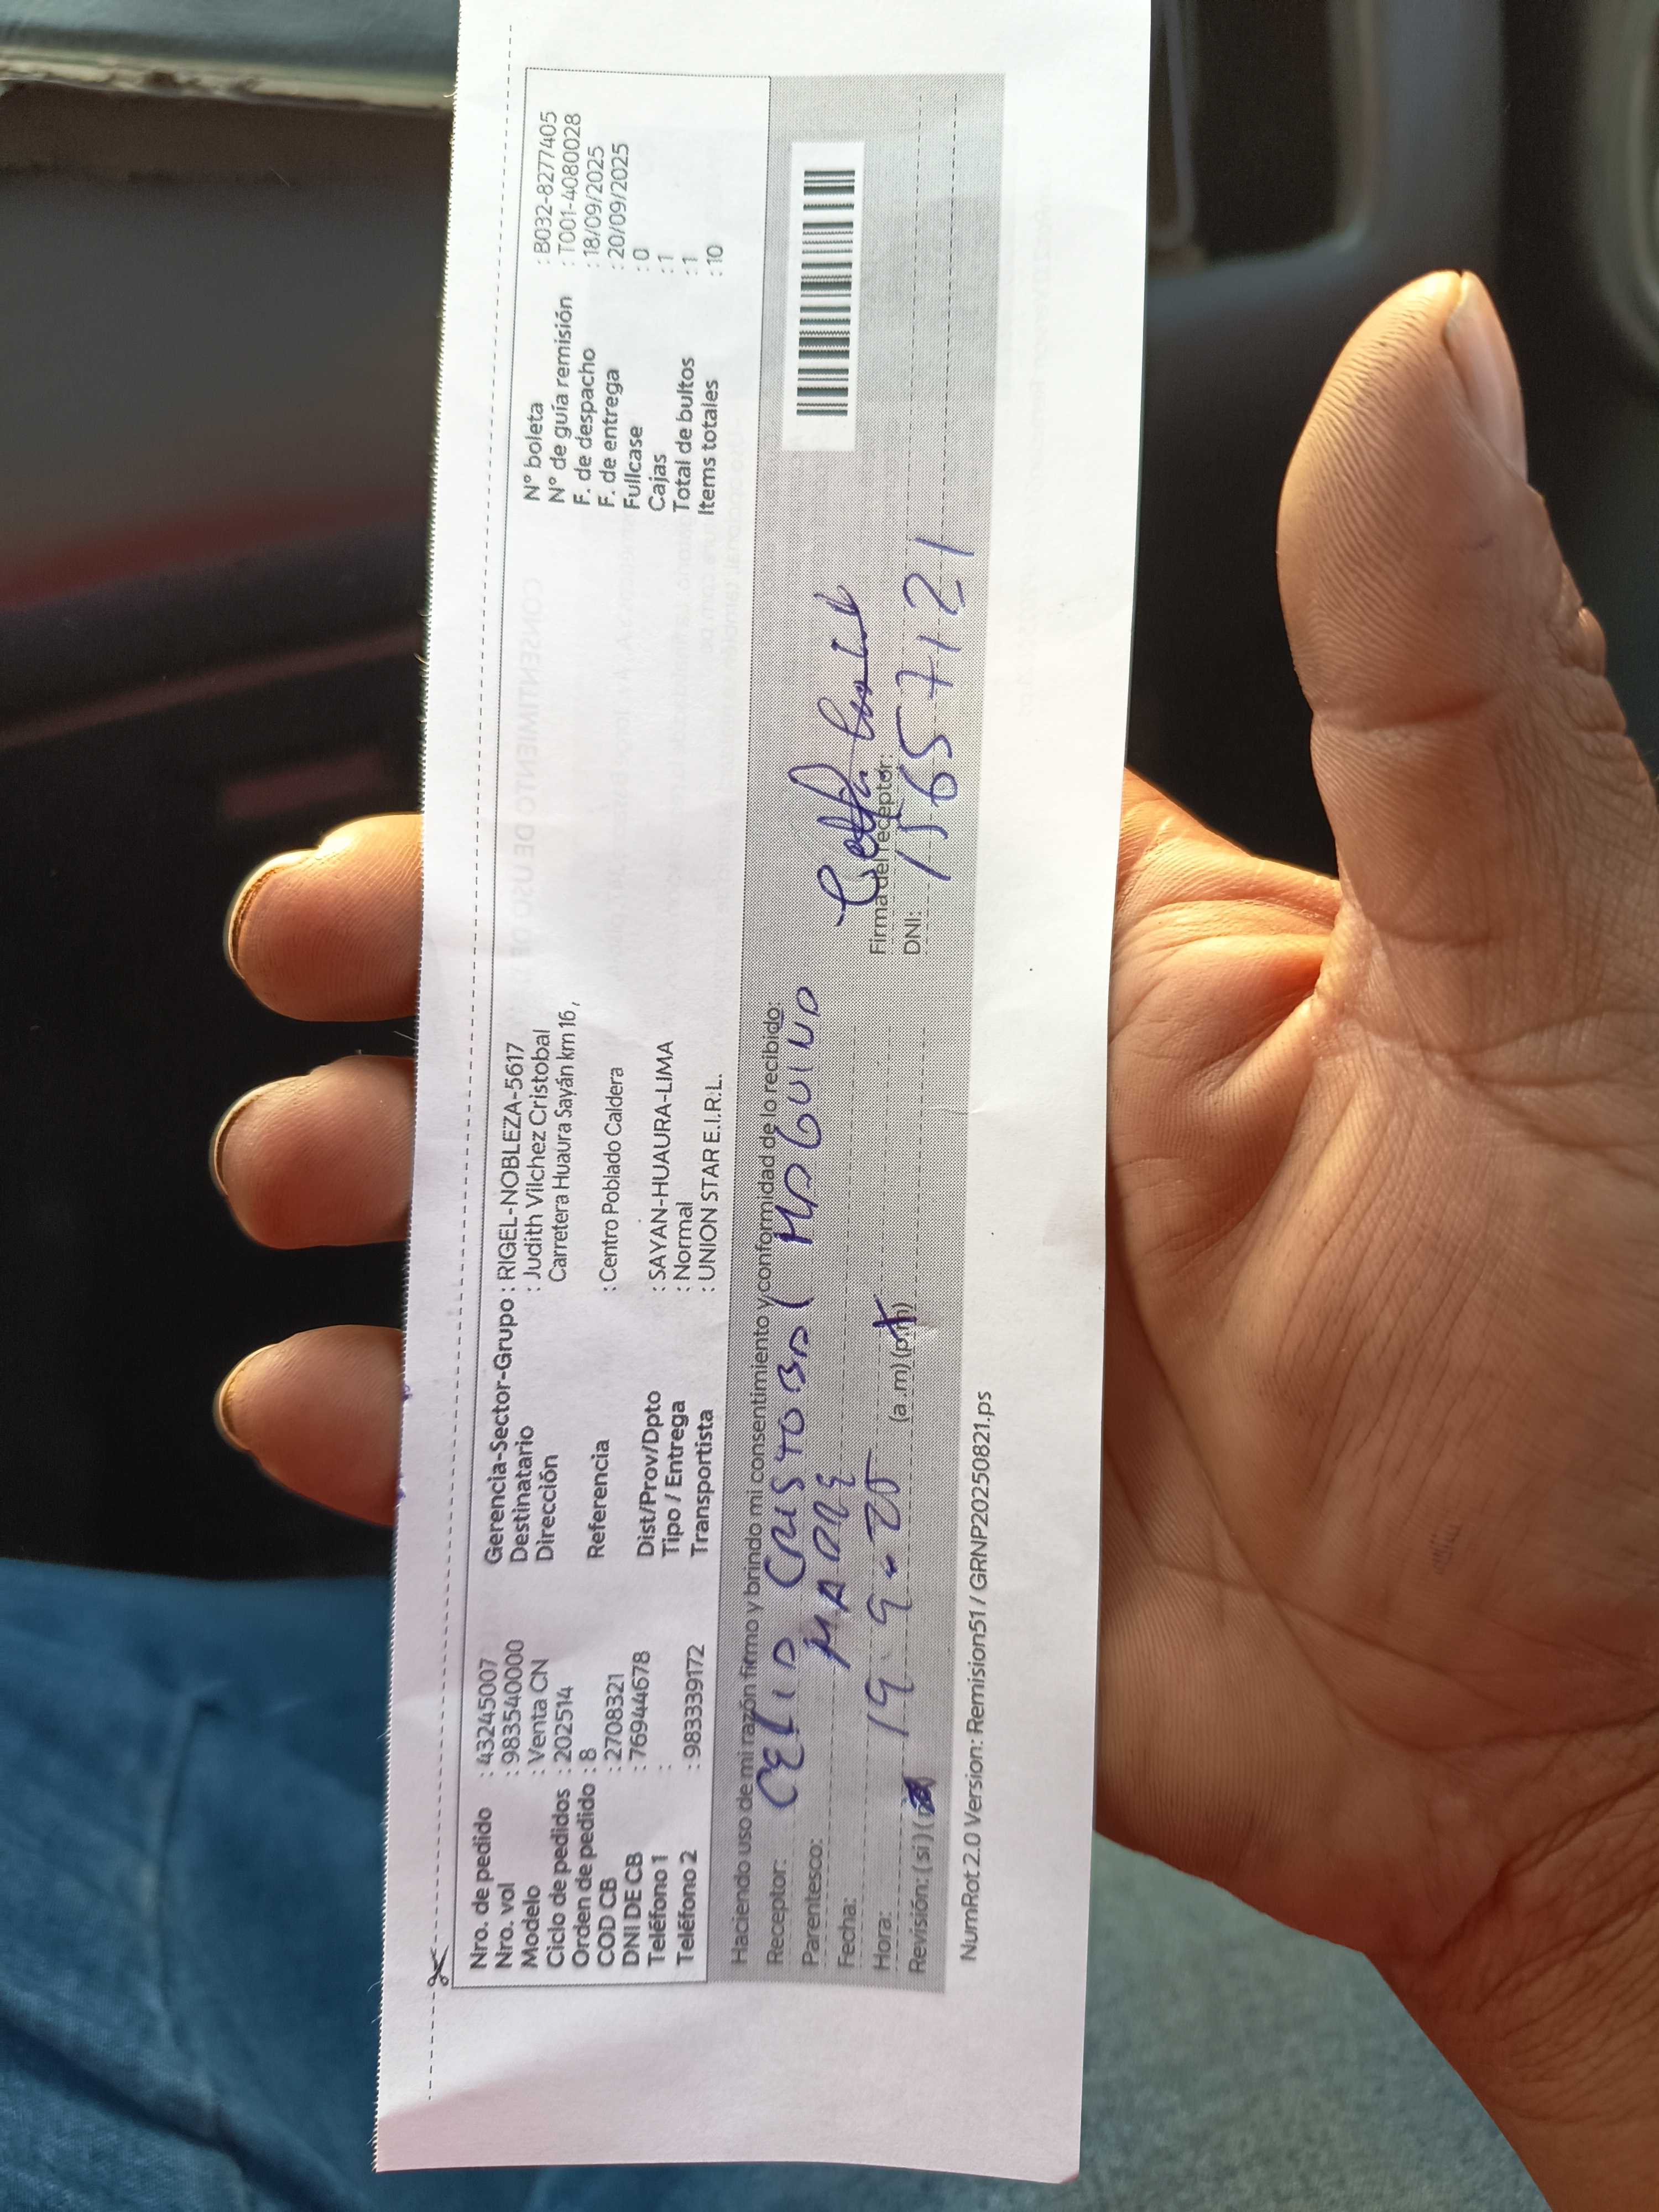 Nro. de pedido : 43245007
Nro. vol : 983540000
Modelo : Venta CN
Ciclo de pedidos : 202514
Orden de pedido : 8
COD CB : 2708321
DNI DE CB : 76944678
Teléfono 1 :
Teléfono 2 : 983339172
Gerencia-Sector-Grupo : RIGEL-NOBLEZA-5617
Destinatario : Judith Vilchez Cristobal
Dirección Carretera Huaura Sayán km 16 ,
Referencia : Centro Poblado Caldera
Dist/Prov/Dpto : SAYAN-HUAURA-LIMA
Tipo / Entrega : Normal
Transportista : UNION STAR E.I.R.L.
N° boleta : B032-8277405
N° de guía remisión : T001-4080028
F. de despacho : 18/09/2025
F. de entrega : 20/09/2025
Fullcase : 0
Cajas : 1
Total de bultos : 1
Items totales : 10
Haciendo uso de mi razón firmo y brindo mi consentimiento y conformidad de lo recibido:
Receptor: CELIA CRISTOBAL MAGUIÑA
Parentesco: MADRE
Fecha: 19-9-25
Hora: (a .m) (p.m)
Revisión: ( si ) (
Firma del receptor:
DNI: 15657121
NumRot 2.0 Version: Remision51 / GRNP20250821.ps